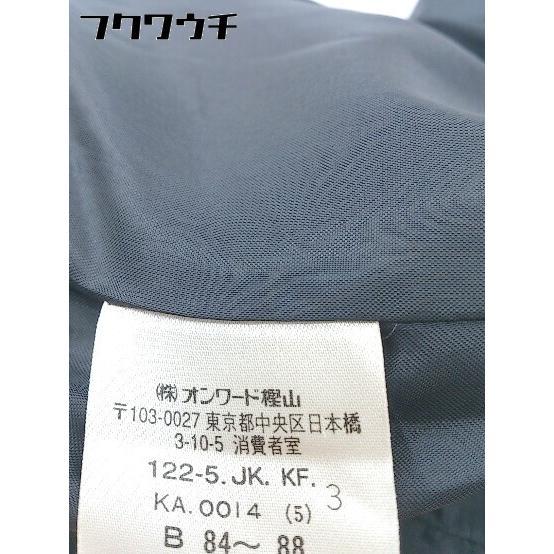 フクワウチ
㈱オンワード樫山
〒103-0027 東京都中央区日本橋
3-10-5 消費者室
122-5.JK. KF.
3
KA.0014 (5)
B 84〜 88